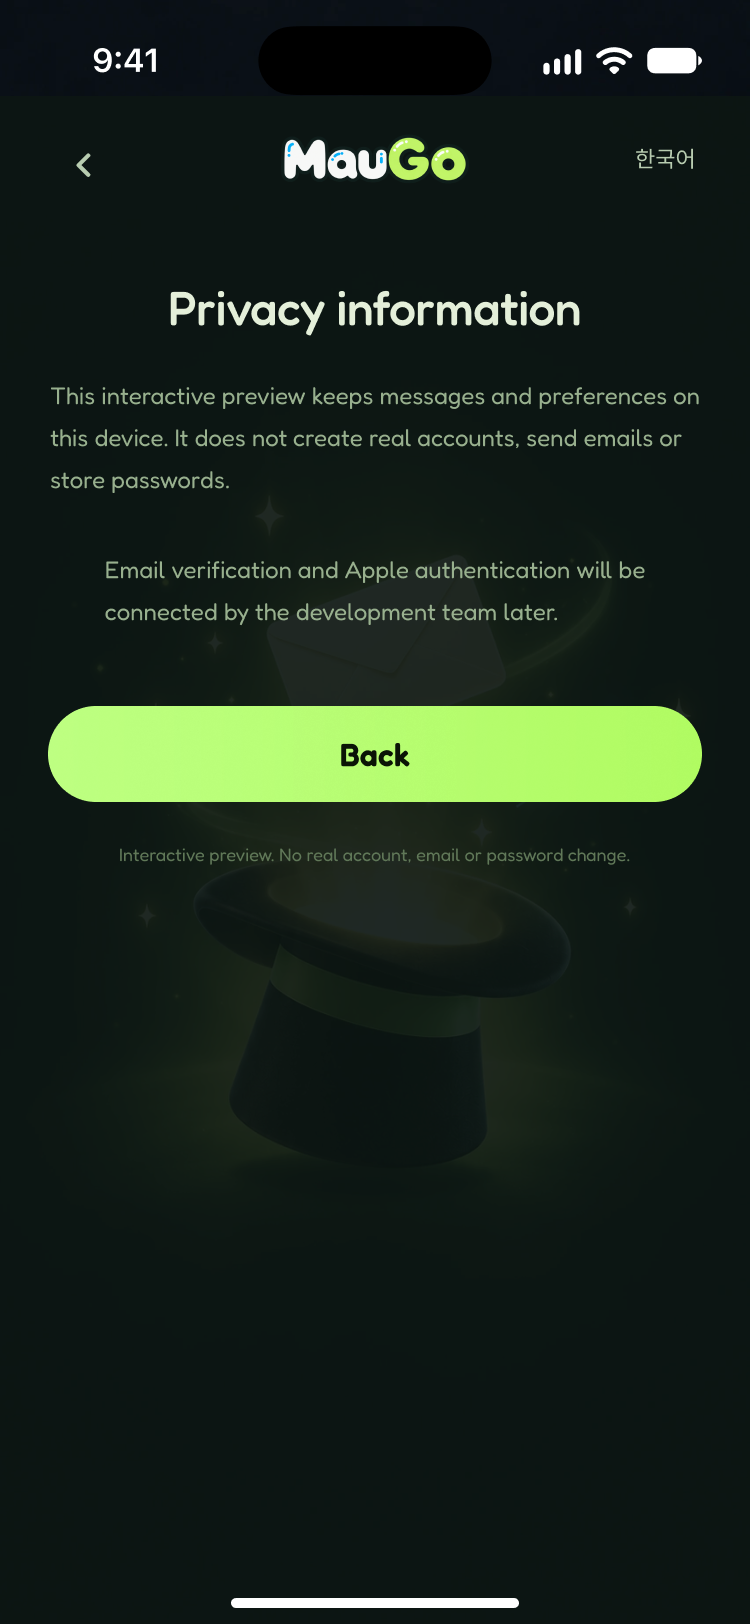 9:41
MauGo
한국어
Privacy information
This interactive preview keeps messages and preferences on
this device. It does not create real accounts, send emails or
store passwords.
Email verification and Apple authentication will be
connected by the development team later.
Back
Interactive preview. No real account, email or password change.